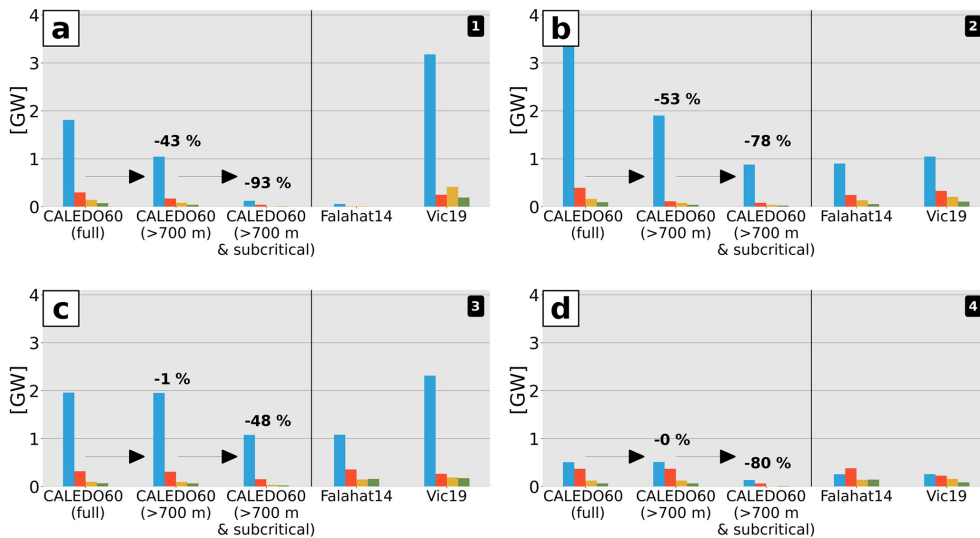 a
1
4
3
2
1
0
[GW]
-43 %
-93 %
CALEDO60
(full)
CALEDO60
(>700 m)
CALEDO60
(>700 m
& subcritical)
Falahat14
Vic19
b
2
4
3
2
1
0
[GW]
-53 %
-78 %
CALEDO60
(full)
CALEDO60
(>700 m)
CALEDO60
(>700 m
& subcritical)
Falahat14
Vic19
c
3
4
3
2
1
0
[GW]
-1 %
-48 %
CALEDO60
(full)
CALEDO60
(>700 m)
CALEDO60
(>700 m
& subcritical)
Falahat14
Vic19
d
4
4
3
2
1
0
[GW]
-0 %
-80 %
CALEDO60
(full)
CALEDO60
(>700 m)
CALEDO60
(>700 m
& subcritical)
Falahat14
Vic19